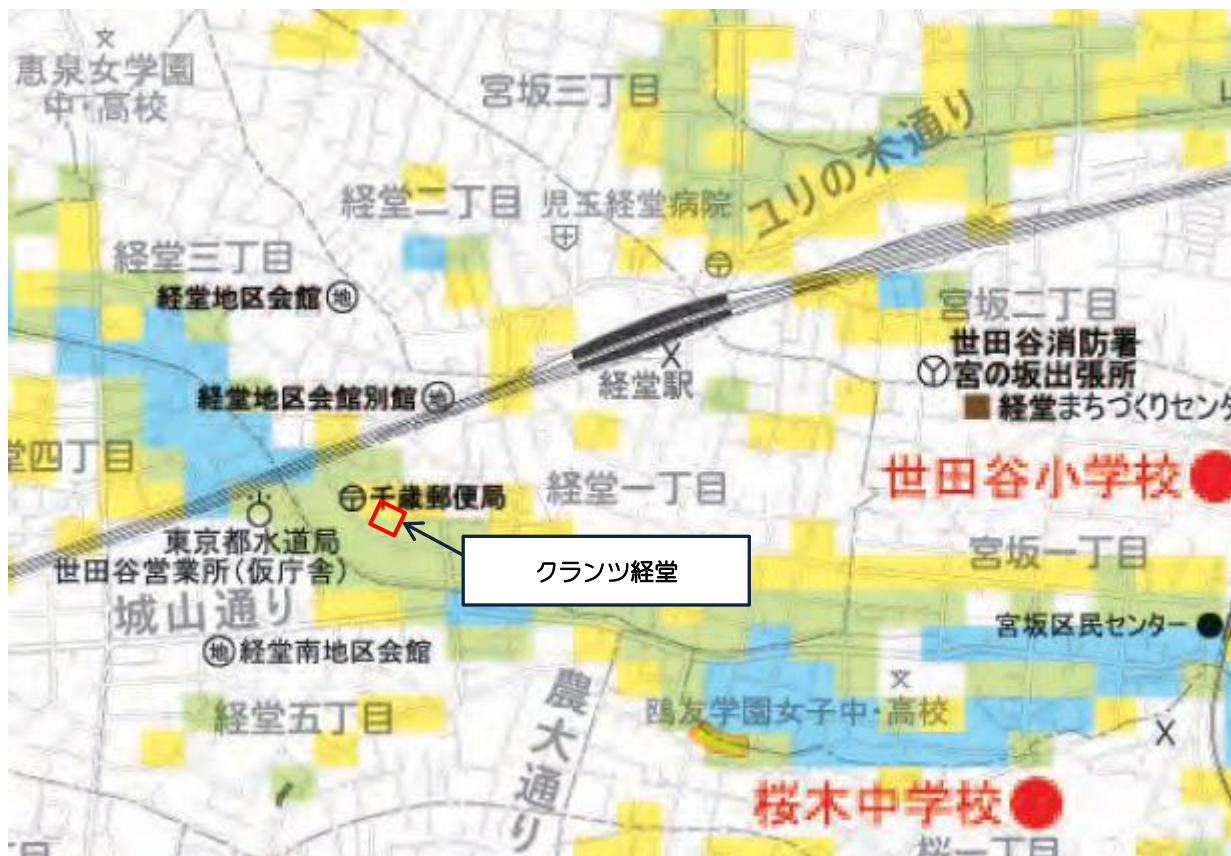 恵泉女学園
中・高校
宮坂三丁目
ユリの木通り
経堂二丁目
児玉経堂病院
経堂三丁目
経堂地区会館 地
宮坂二丁目
世田谷消防署
宮の坂出張所
経堂まちづくりセンタ
経堂駅
経堂地区会館別館 地
堂四丁目
世田谷小学校
千歳郵便局
経堂一丁目
東京都水道局
世田谷営業所(仮庁舎)
クランツ経堂
宮坂一丁目
城山通り
宮坂区民センター
地 経堂南地区会館
農大通り
経堂五丁目
鴎友学園女子中・高校
桜木中学校
桜一丁目